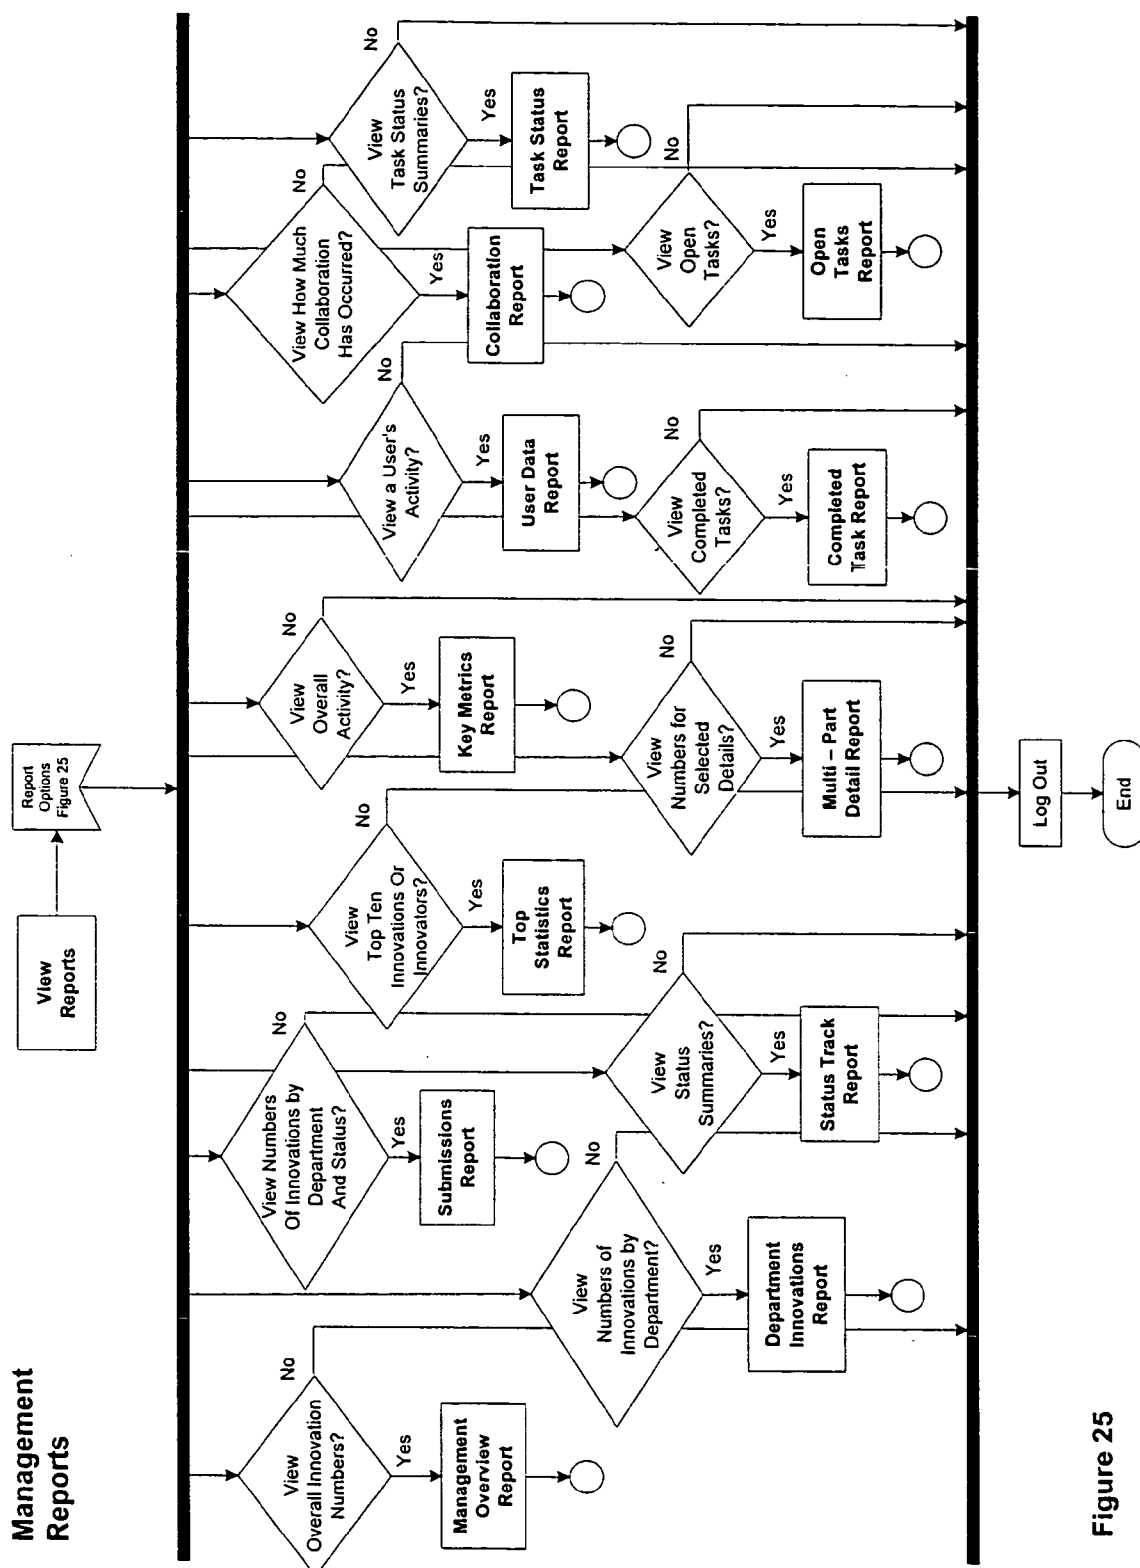 Management
Reports
View
Reports
Report
Options
Figure 25
View
Overall Innovation
Numbers?
No
Yes
Management
Overview
Report
View
Numbers of
Innovations by
Department?
No
Yes
Department
Innovations
Report
View Numbers
Of Innovations by
Department
And Status?
No
Yes
Submissions
Report
View
Status
Summaries?
No
Yes
Status Track
Report
View
Top Ten
Innovations Or
Innovators?
No
Yes
Top
Statistics
Report
View
Numbers for
Selected
Details?
No
Yes
Multi – Part
Detail Report
View
Overall
Activity?
No
Yes
Key Metrics
Report
View a User's
Activity?
No
Yes
User Data
Report
View
Completed
Tasks?
No
Yes
Completed
Task Report
View How Much
Collaboration
Has Occurred?
No
Yes
Collaboration
Report
View
Open
Tasks?
No
Yes
Open
Tasks
Report
View
Task Status
Summaries?
No
Yes
Task Status
Report
Log Out
End
Figure 25